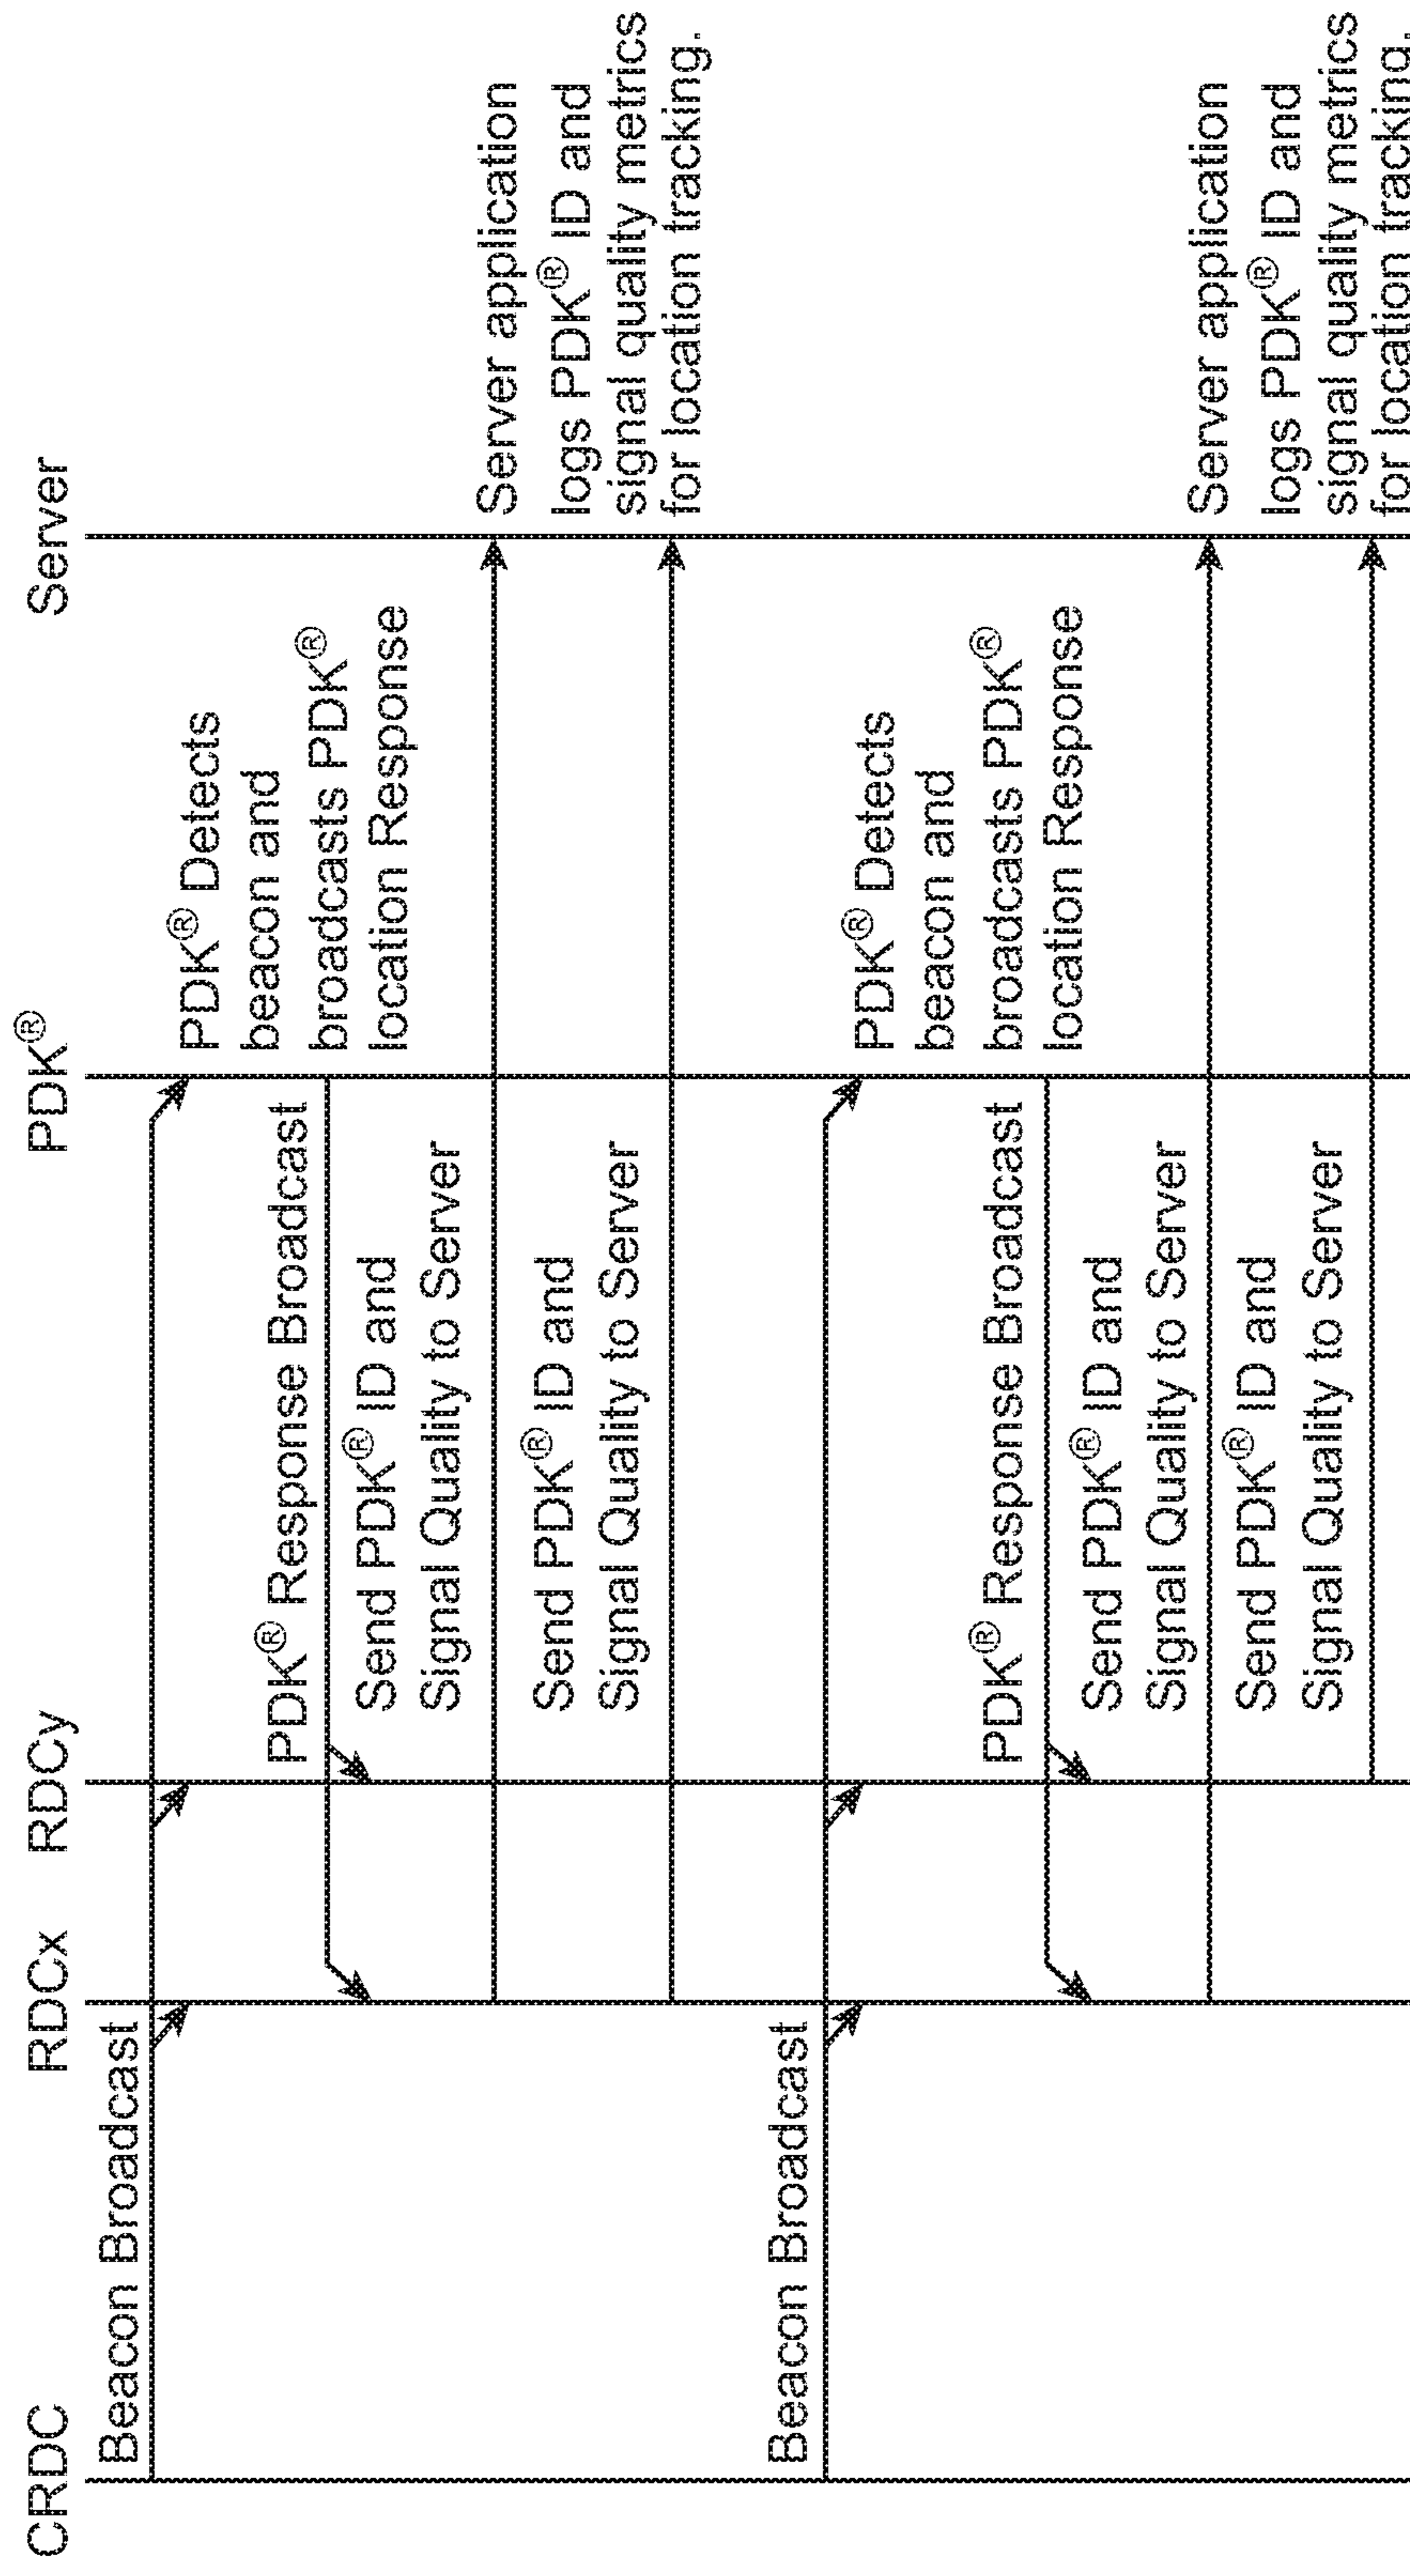 CRDC
RDCx
RDCy
PDK®
Server
Beacon Broadcast
PDK® Detects
beacon and
broadcasts PDK®
location Response
PDK® Response Broadcast
Send PDK® ID and
Signal Quality to Server
Server application
logs PDK® ID and
signal quality metrics
for location tracking.
Send PDK® ID and
Signal Quality to Server
Beacon Broadcast
PDK® Detects
beacon and
broadcasts PDK®
location Response
PDK® Response Broadcast
Send PDK® ID and
Signal Quality to Server
Server application
logs PDK® ID and
signal quality metrics
for location tracking.
Send PDK® ID and
Signal Quality to Server